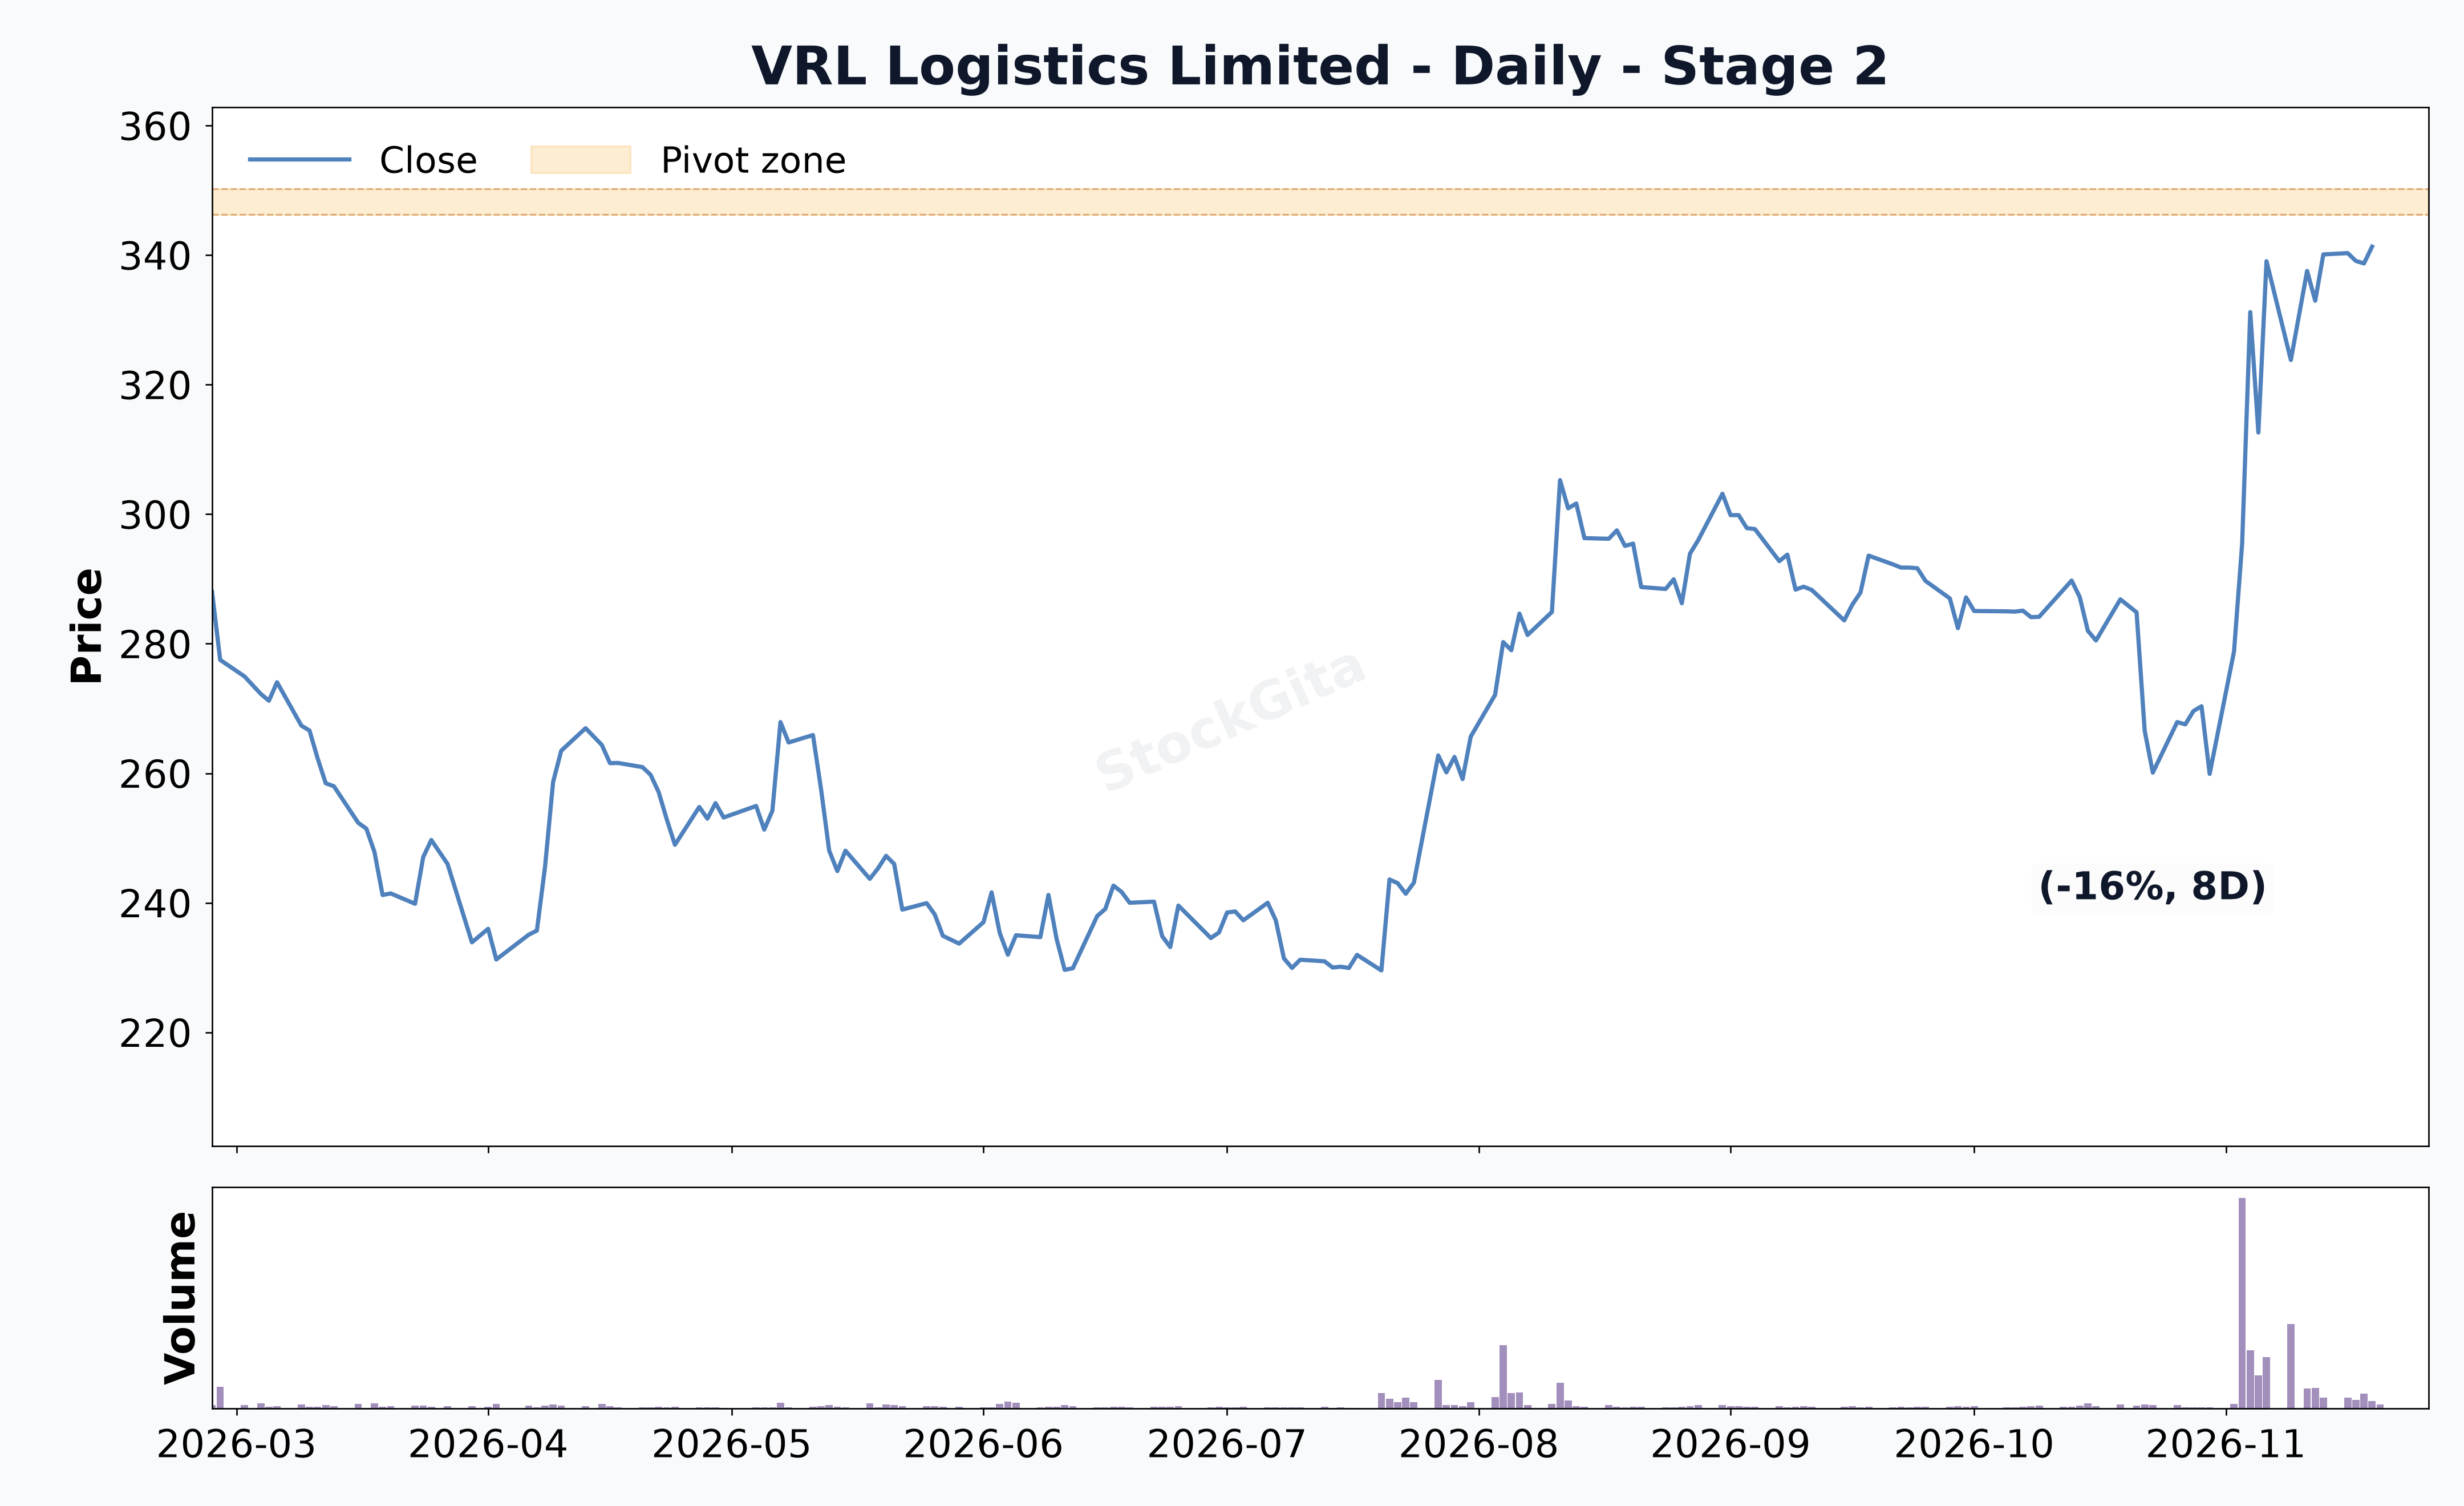 VRL Logistics Limited - Daily - Stage 2
360
340
320
300
280
260
240
220
Price
Close
Pivot zone
StockGita
(-16%, 8D)
Volume
2026-03
2026-04
2026-05
2026-06
2026-07
2026-08
2026-09
2026-10
2026-11